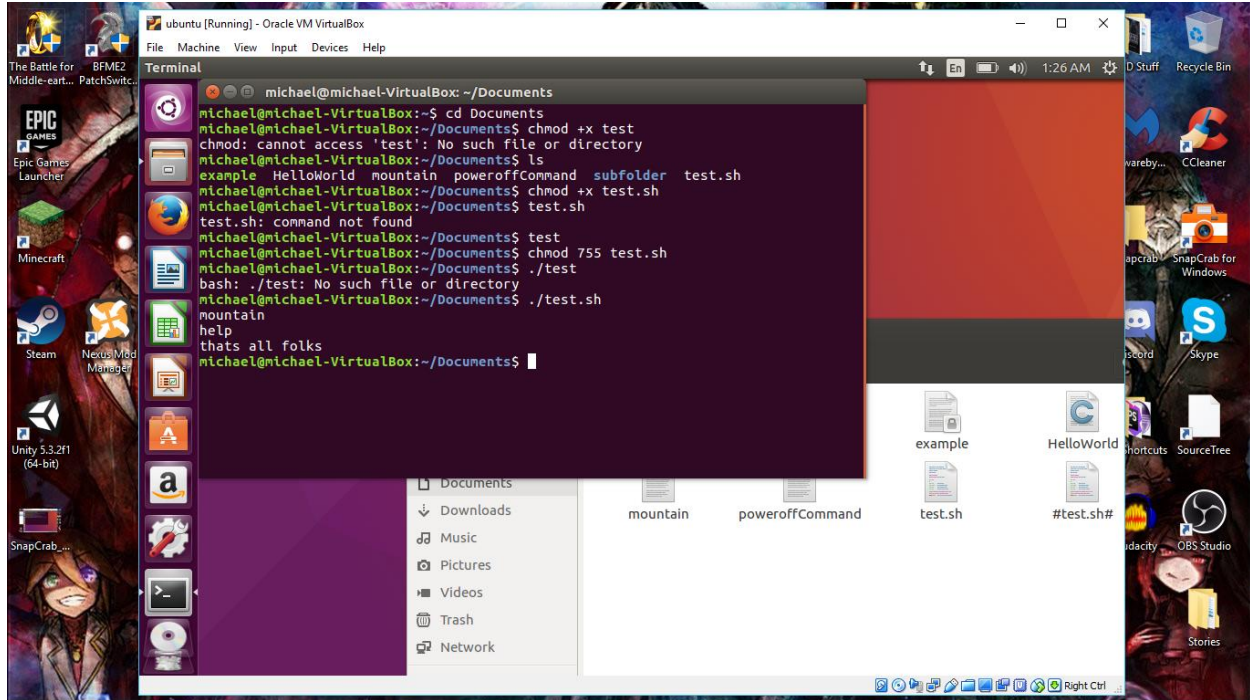 ubuntu [Running] - Oracle VM VirtualBox
File Machine View Input Devices Help
Terminal
En
1:26 AM
michael@michael-VirtualBox: ~/Documents
michael@michael-VirtualBox:~$ cd Documents
michael@michael-VirtualBox:~/Documents$ chmod +x test
chmod: cannot access 'test': No such file or directory
michael@michael-VirtualBox:~/Documents$ ls
example HelloWorld mountain poweroffCommand subfolder test.sh
michael@michael-VirtualBox:~/Documents$ chmod +x test.sh
michael@michael-VirtualBox:~/Documents$ test.sh
test.sh: command not found
michael@michael-VirtualBox:~/Documents$ test
michael@michael-VirtualBox:~/Documents$ chmod 755 test.sh
michael@michael-VirtualBox:~/Documents$ ./test
bash: ./test: No such file or directory
michael@michael-VirtualBox:~/Documents$ ./test.sh
mountain
help
thats all folks
michael@michael-VirtualBox:~/Documents$
example
HelloWorld
mountain
poweroffCommand
test.sh
#test.sh#
Documents
Downloads
Music
Pictures
Videos
Trash
Network
Right Ctrl
The Battle for
Middle-eart...
BFME2
PatchSwitc...
EPIC
GAMES
Epic Games
Launcher
Minecraft
Steam
Nexus Mod
Manager
Unity 5.3.2f1
(64-bit)
SnapCrab_...
D Stuff
Recycle Bin
wareby...
CCleaner
apcrab
SnapCrab for
Windows
iscord
Skype
hortcuts
SourceTree
udacity
OBS Studio
Stories